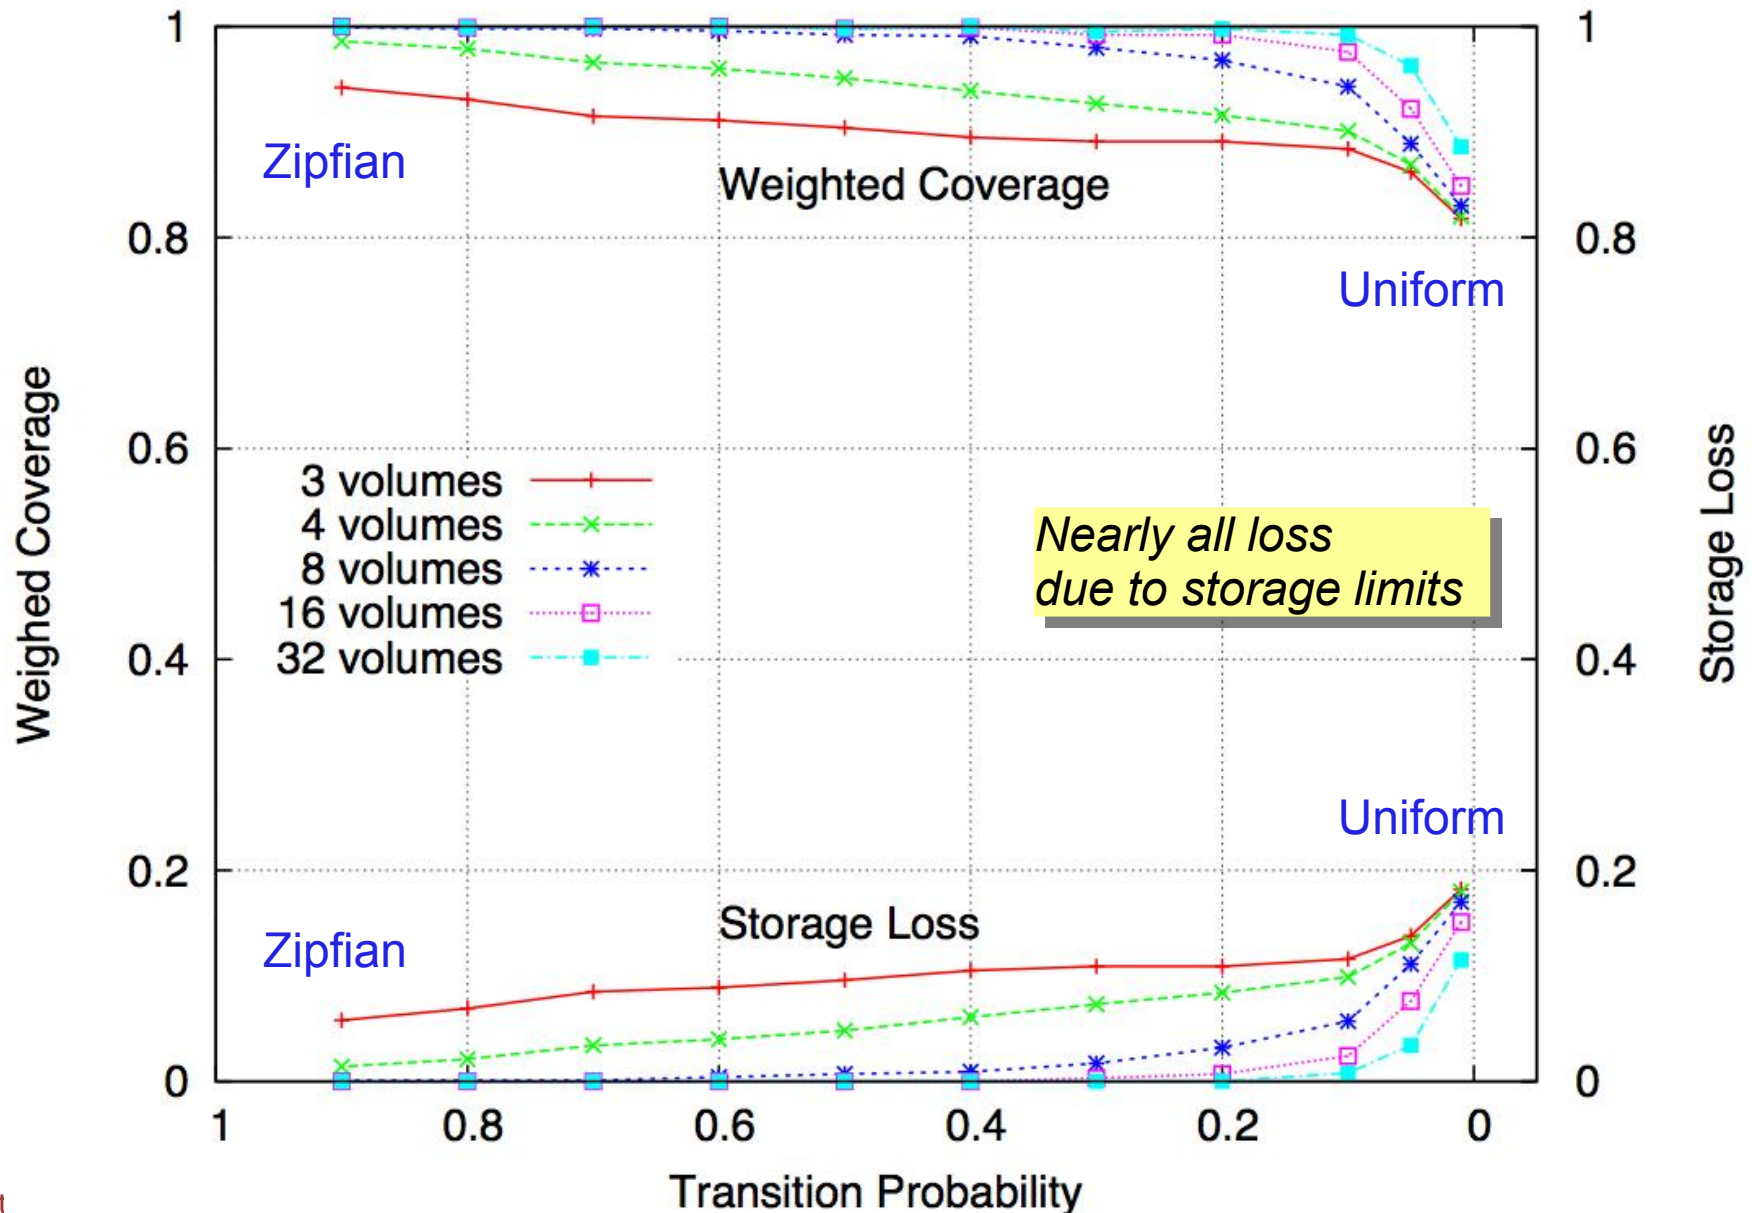 1
1
Zipfian
Weighted Coverage
0.8
0.8
Uniform
Weighed Coverage
0.6
0.6
Storage Loss
3 volumes
4 volumes
8 volumes
16 volumes
32 volumes
Nearly all loss
due to storage limits
0.4
0.4
Uniform
0.2
0.2
Storage Loss
Zipfian
0
0
1
0.8
0.6
0.4
0.2
0
Transition Probability